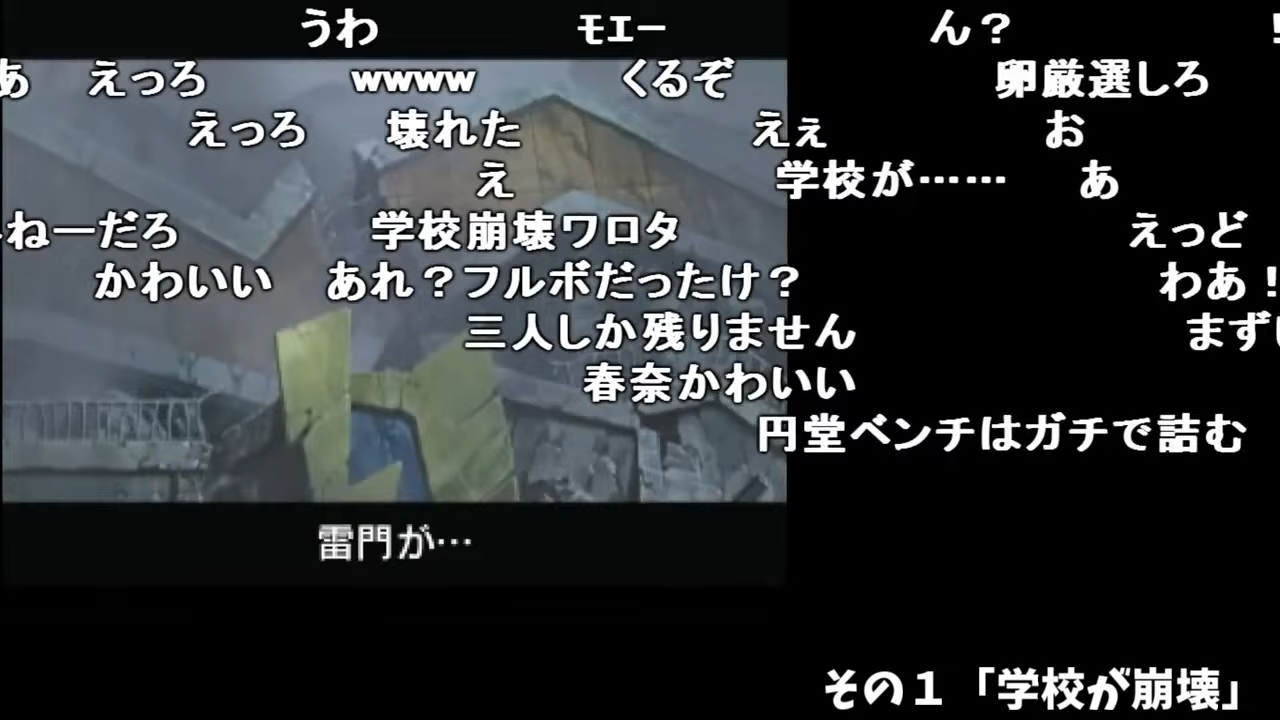 うわ モエー ん？ !
あ えっろ wwww くるぞ 卵厳選しろ
えっろ 壊れた えぇ お
え 学校が…… あ
ねーだろ 学校崩壊ワロタ えっど
かわいい あれ？フルボだったけ？ わあ！
三人しか残りません まずい
春奈かわいい
円堂ベンチはガチで詰む
雷門が…
その１「学校が崩壊」